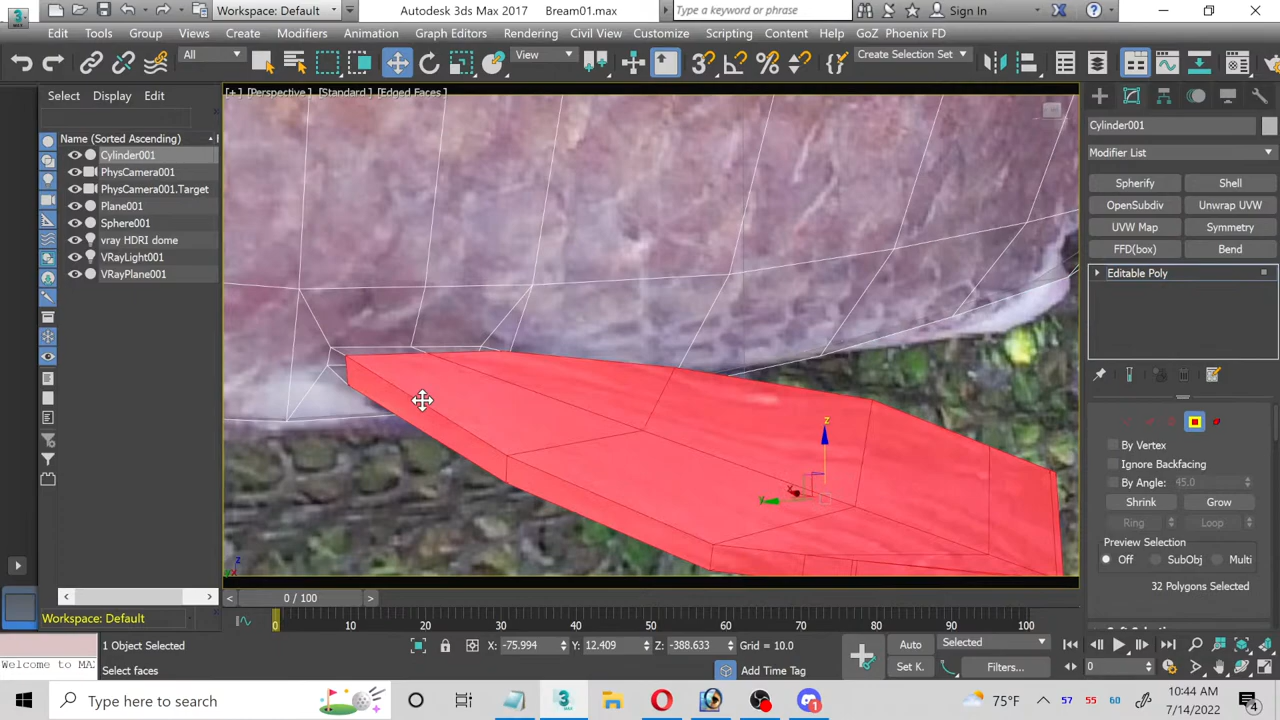 Workspace: Default
Autodesk 3ds Max 2017
Bream01.max
Type a keyword or phrase
Sign In
Edit Tools Group Views Create Modifiers Animation Graph Editors Rendering Civil View Customize Scripting Content Help GoZ Phoenix FD
All
View
Create Selection Set
Select Display Edit
[+] [Perspective] [Standard] [Edged Faces]
Name (Sorted Ascending)
Cylinder001
PhysCamera001
PhysCamera001.Target
Plane001
Sphere001
vray HDRI dome
VRayLight001
VRayPlane001
z
y
x
Cylinder001
Modifier List
Spherify Shell
OpenSubdiv Unwrap UVW
UVW Map Symmetry
FFD(box) Bend
Editable Poly
By Vertex
Ignore Backfacing
By Angle: 45.0
Shrink Grow
Ring Loop
Preview Selection
Off SubObj Multi
32 Polygons Selected
Workspace: Default
< 0 / 100 >
0 10 20 30 40 50 60 70 80 90 100
1 Object Selected
X: -75.994 Y: 12.409 Z: -388.633 Grid = 10.0
Auto Selected
Welcome to MA
Select faces
Add Time Tag
Set K. Filters...
0
Type here to search
75°F
57 55 60
10:44 AM
7/14/2022
4